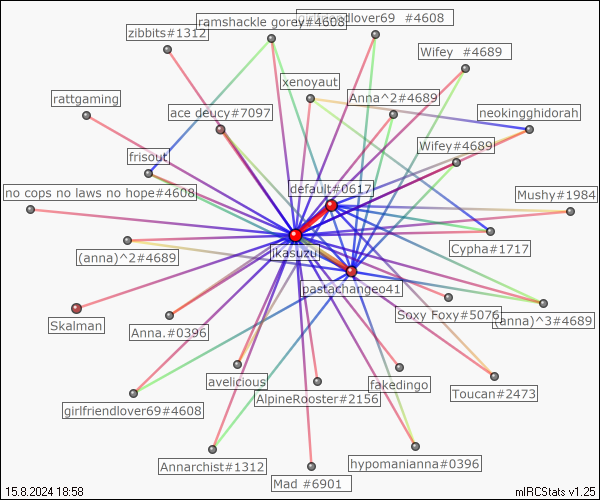 girlfriendlover69 #4608
ramshackle gorey#4608
zibbits#1312
Wifey #4689
xenoyaut
rattgaming
Anna^2#4689
ace deucy#7097
neokingghidorah
Wifey#4689
frisout
default#0617
no cops no laws no hope#4608
Mushy#1984
Cypha#1717
jkasuzu
(anna)^2#4689
pastachangeo41
Soxy Foxy#5076
(anna)^3#4689
Skalman
Anna.#0396
avelicious
fakedingo
Toucan#2473
AlpineRooster#2156
girlfriendlover69#4608
Annarchist#1312
hypomanianna#0396
Mad #6901
15.8.2024 18:58
mIRCStats v1.25